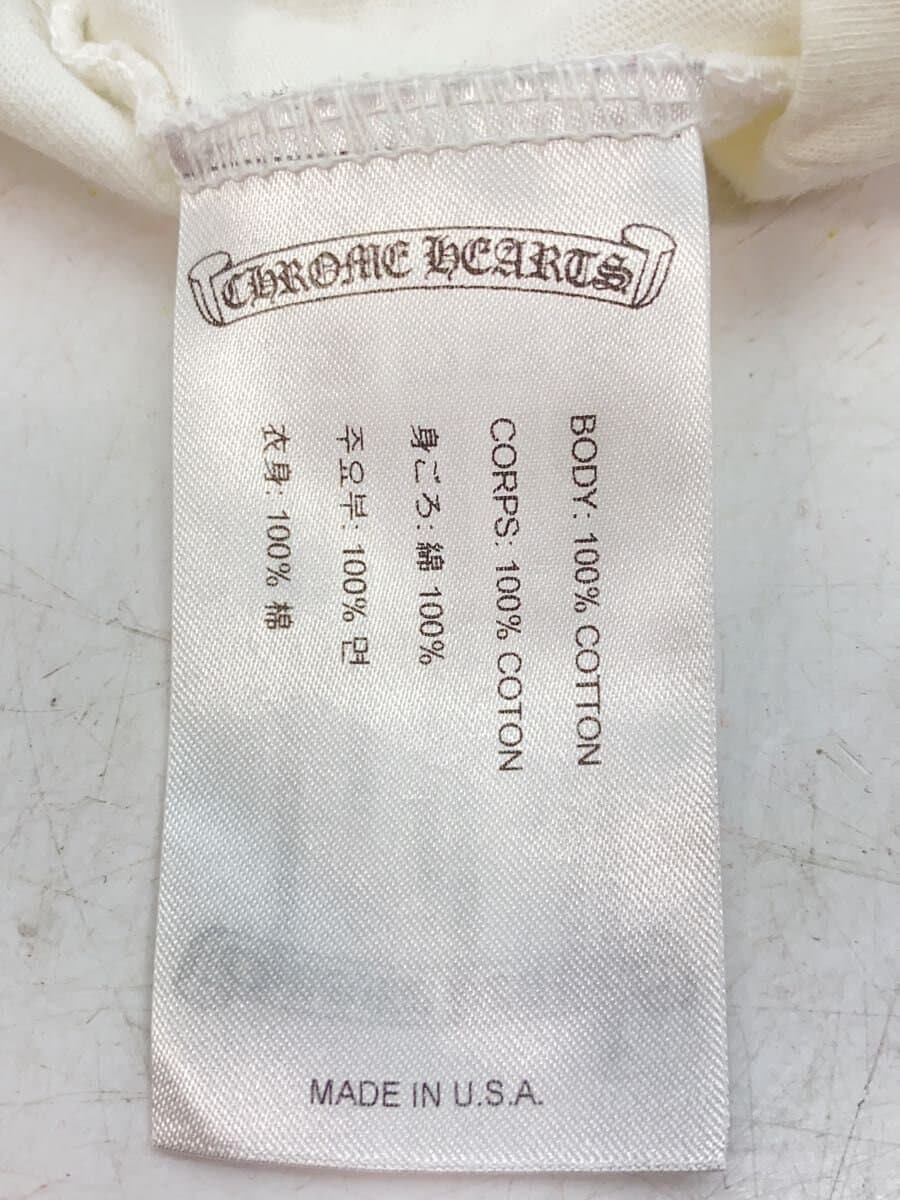 CHROME HEARTS
BODY: 100% COTTON
CORPS: 100% COTON
身ごろ: 綿 100%
주요부: 100% 면
衣身: 100% 棉
MADE IN U.S.A.